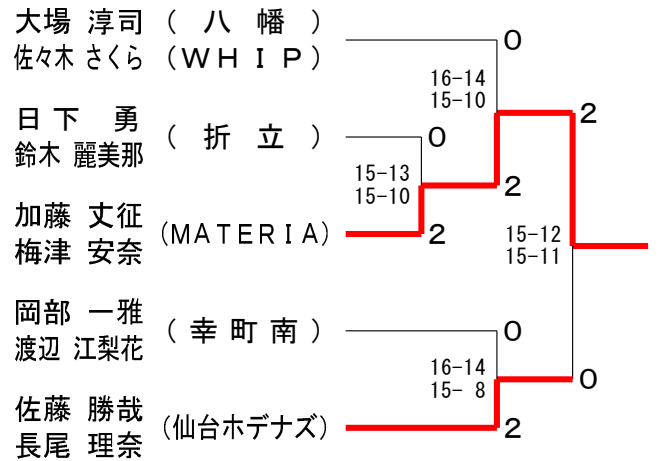 大場 淳司 ( 八 幡 )
佐々木 さくら (WHIP)
0
16-14
15-10
2
日下 勇
鈴木 麗美那
( 折 立 )
0
15-13
15-10
2
加藤 丈征
梅津 安奈
(MATERIA)
2
15-12
15-11
岡部 一雅
渡辺 江梨花
( 幸 町 南 )
0
16-14
15- 8
0
佐藤 勝哉
長尾 理奈
(仙台ホデナズ)
2